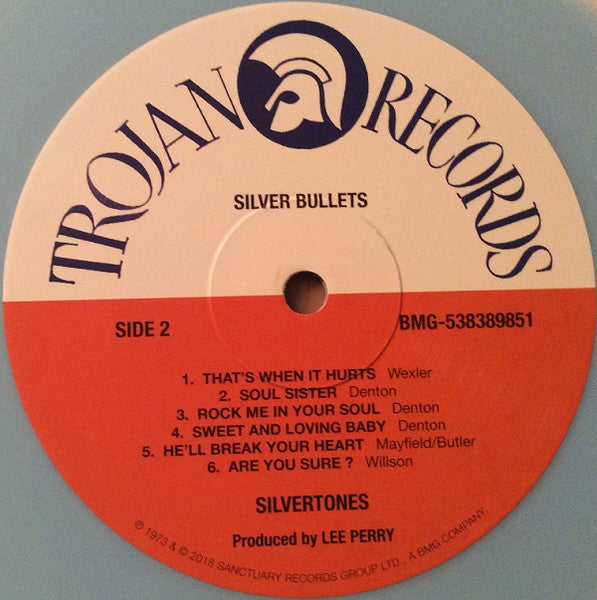 TROJAN RECORDS
SILVER BULLETS
SIDE 2 BMG-538389851
1. THAT'S WHEN IT HURTS Wexler
2. SOUL SISTER Denton
3. ROCK ME IN YOUR SOUL Denton
4. SWEET AND LOVING BABY Denton
5. HE'LL BREAK YOUR HEART Mayfield/Butler
6. ARE YOU SURE ? Willson
SILVERTONES
Produced by LEE PERRY
℗ 1973 & © 2018 SANCTUARY RECORDS GROUP LTD., A BMG COMPANY.